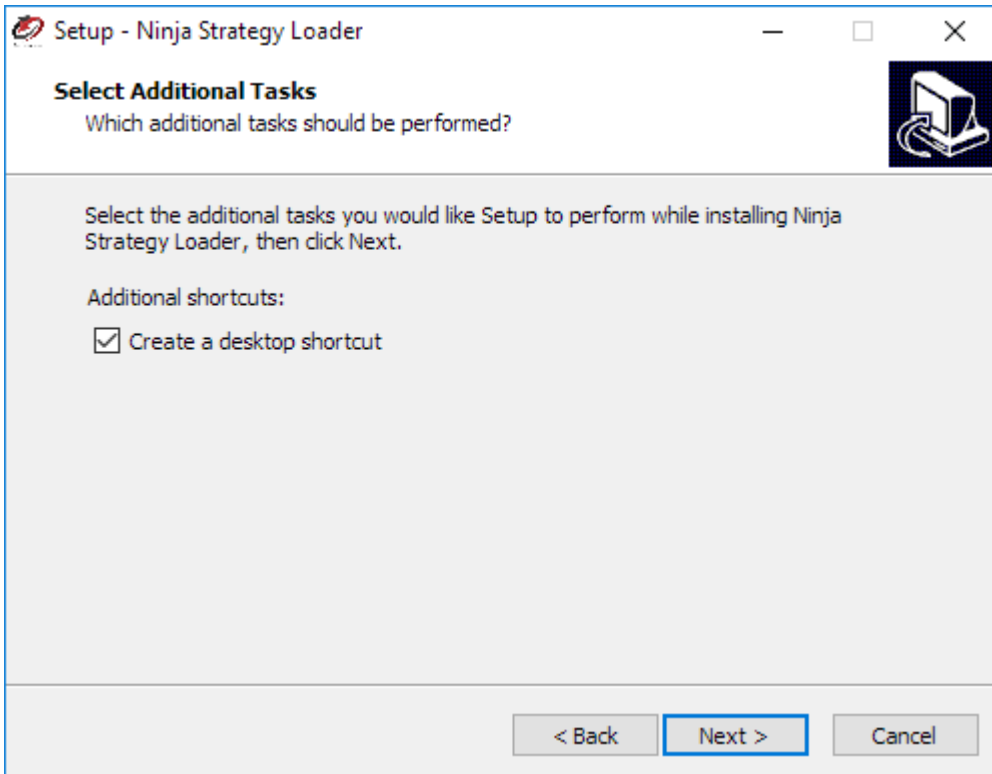 Setup - Ninja Strategy Loader
Select Additional Tasks
Which additional tasks should be performed?
Select the additional tasks you would like Setup to perform while installing Ninja
Strategy Loader, then click Next.
Additional shortcuts:
Create a desktop shortcut
< Back
Next >
Cancel